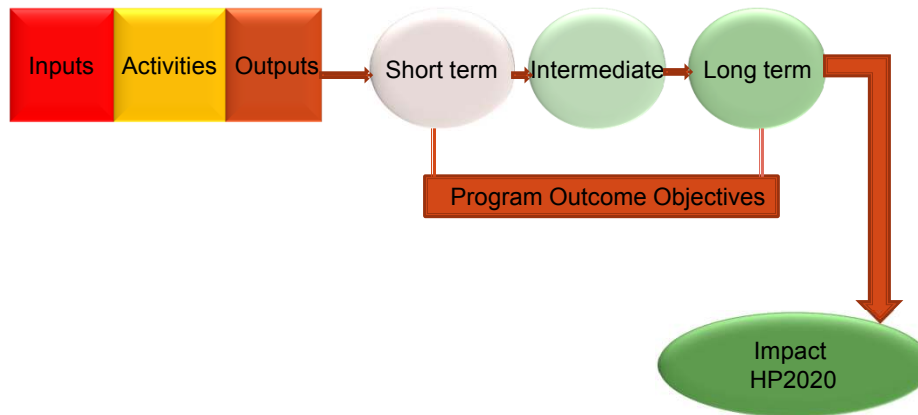 Inputs
Activities
Outputs
Short term
Intermediate
Long term
Program Outcome Objectives
Impact
HP2020